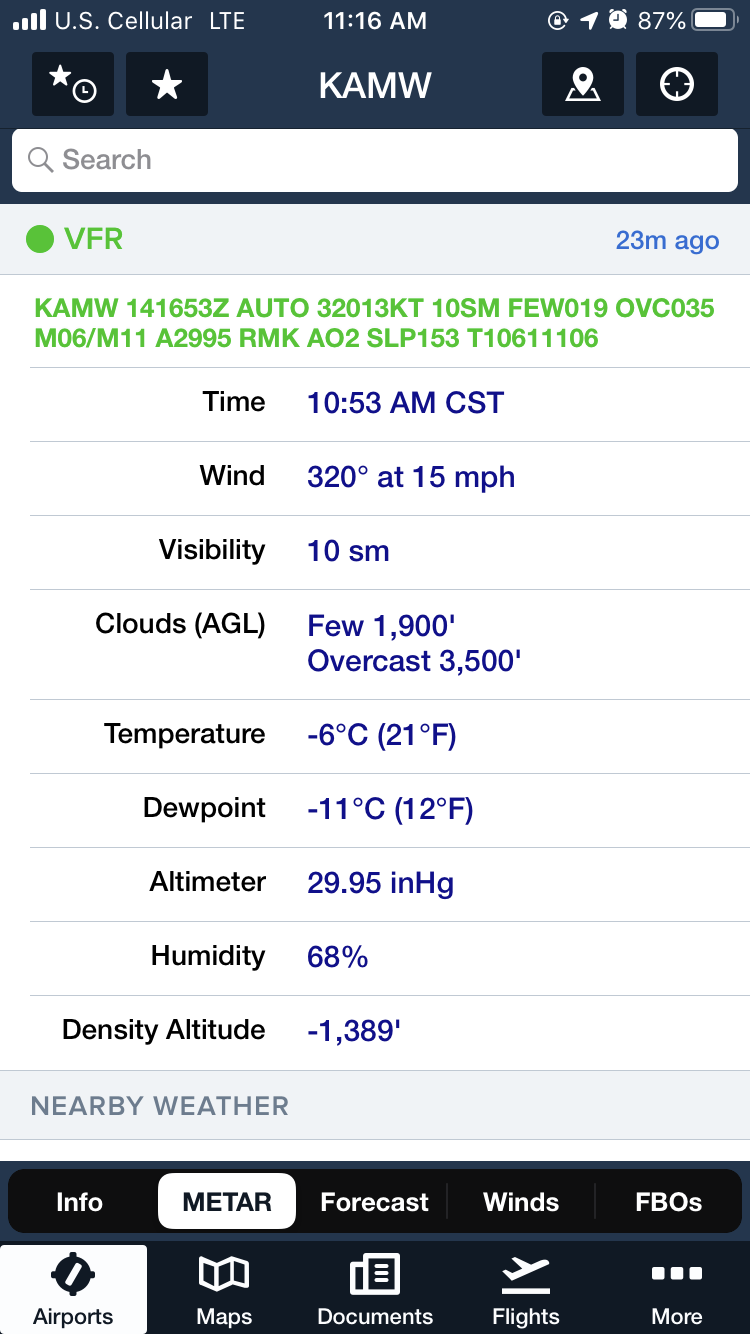 U.S. Cellular LTE 11:16 AM 87%
KAMW
Search
VFR 23m ago
KAMW 141653Z AUTO 32013KT 10SM FEW019 OVC035
M06/M11 A2995 RMK AO2 SLP153 T10611106
Time 10:53 AM CST
Wind 320° at 15 mph
Visibility 10 sm
Clouds (AGL) Few 1,900'
Overcast 3,500'
Temperature -6°C (21°F)
Dewpoint -11°C (12°F)
Altimeter 29.95 inHg
Humidity 68%
Density Altitude -1,389'
NEARBY WEATHER
Info METAR Forecast Winds FBOs
Airports Maps Documents Flights More